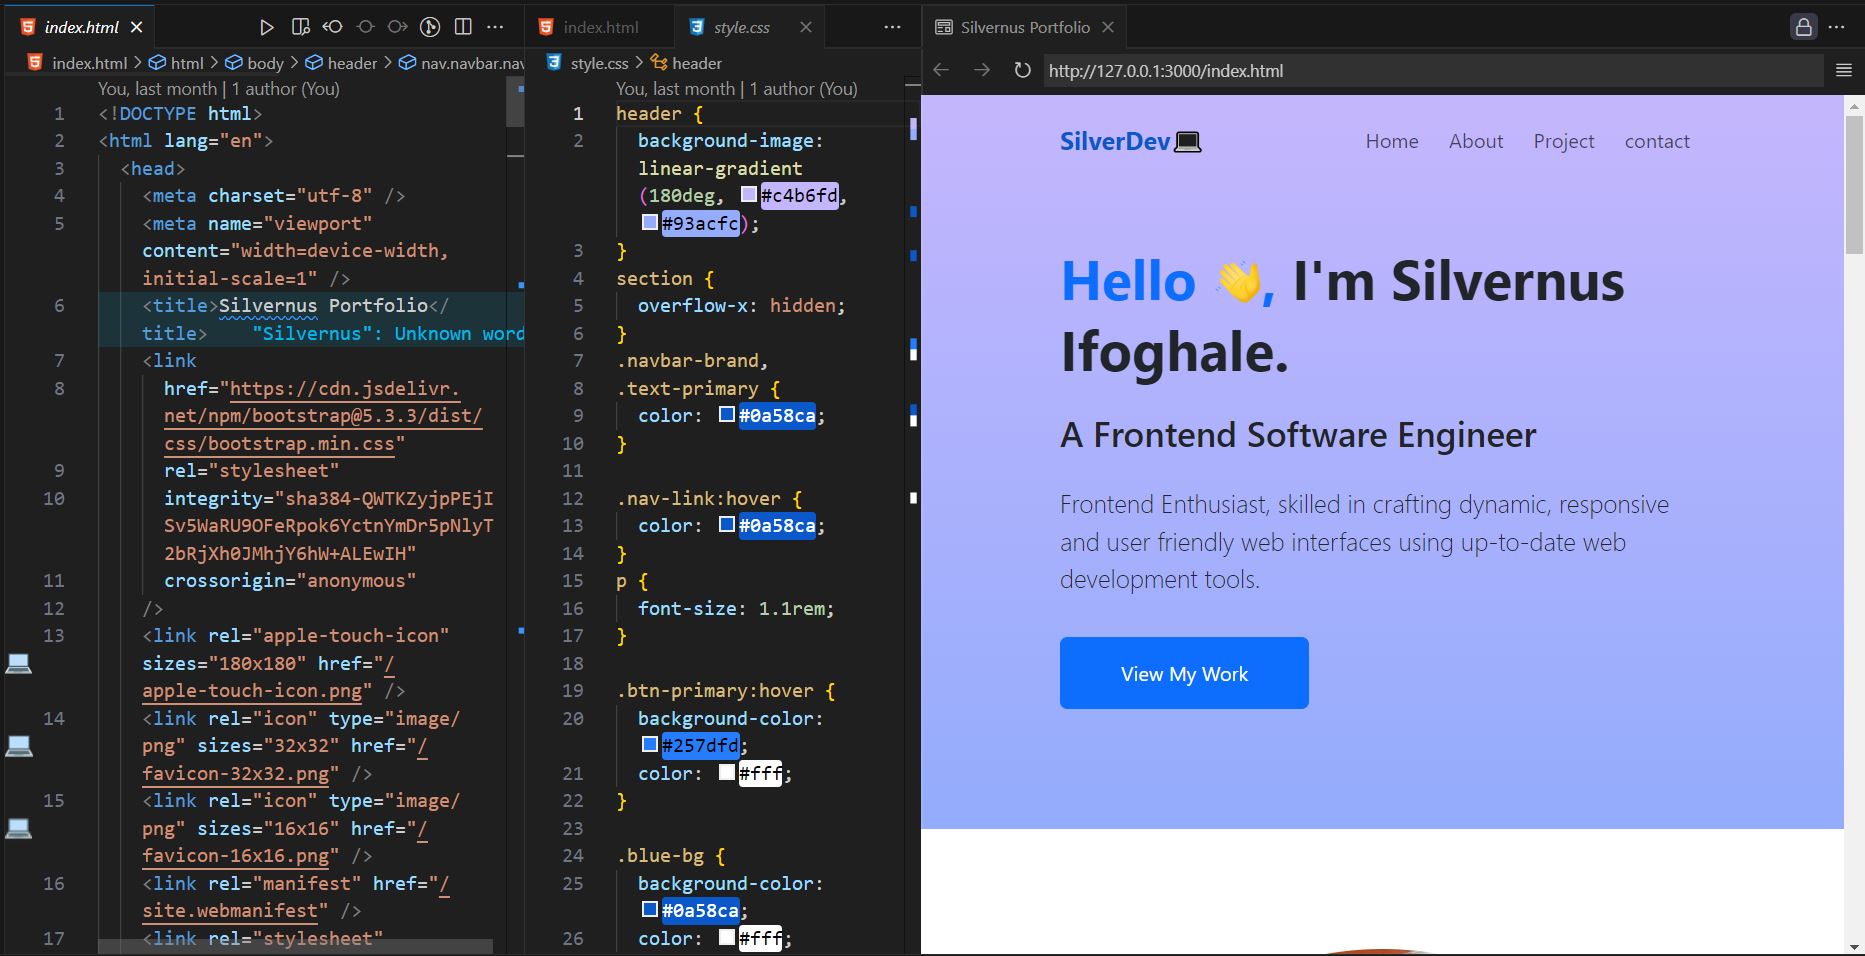 index.html
index.html > html > body > header > nav.navbar.nav
You, last month | 1 author (You)
1 <!DOCTYPE html>
2 <html lang="en">
3 <head>
4 <meta charset="utf-8" />
5 <meta name="viewport"
content="width=device-width,
initial-scale=1" />
6 <title>Silvernus Portfolio</
title> "Silvernus": Unknown word
7 <link
8 href="https://cdn.jsdelivr.
net/npm/bootstrap@5.3.3/dist/
css/bootstrap.min.css"
9 rel="stylesheet"
10 integrity="sha384-QWTKZyjpPEjI
Sv5WaRU9OFeRpok6YctnYmDr5pNlyT
2bRjXh0JMhjY6hW+ALEwIH"
11 crossorigin="anonymous"
12 />
13 <link rel="apple-touch-icon"
sizes="180x180" href="/
apple-touch-icon.png" />
14 <link rel="icon" type="image/
png" sizes="32x32" href="/
favicon-32x32.png" />
15 <link rel="icon" type="image/
png" sizes="16x16" href="/
favicon-16x16.png" />
16 <link rel="manifest" href="/
site.webmanifest" />
17 <link rel="stylesheet"
index.html style.css
style.css > header
You, last month | 1 author (You)
1 header {
2 background-image:
linear-gradient
(180deg, #c4b6fd,
#93acfc);
3 }
4 section {
5 overflow-x: hidden;
6 }
7 .navbar-brand,
8 .text-primary {
9 color: #0a58ca;
10 }
11
12 .nav-link:hover {
13 color: #0a58ca;
14 }
15 p {
16 font-size: 1.1rem;
17 }
18
19 .btn-primary:hover {
20 background-color:
#257dfd;
21 color: #fff;
22 }
23
24 .blue-bg {
25 background-color:
#0a58ca;
26 color: #fff;
Silvernus Portfolio
http://127.0.0.1:3000/index.html
SilverDev💻 Home About Project contact
Hello 👋, I'm Silvernus
Ifoghale.
A Frontend Software Engineer
Frontend Enthusiast, skilled in crafting dynamic, responsive
and user friendly web interfaces using up-to-date web
development tools.
View My Work